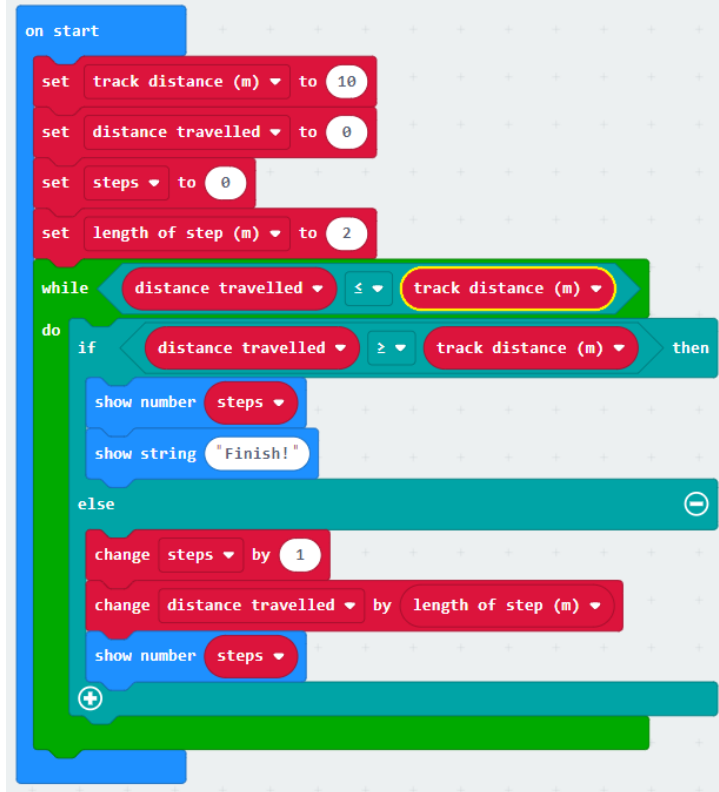 on start
set track distance (m) to 10
set distance travelled to 0
set steps to 0
set length of step (m) to 2
while distance travelled ≤ track distance (m)
do
if distance travelled ≥ track distance (m) then
show number steps
show string "Finish!"
else
change steps by 1
change distance travelled by length of step (m)
show number steps